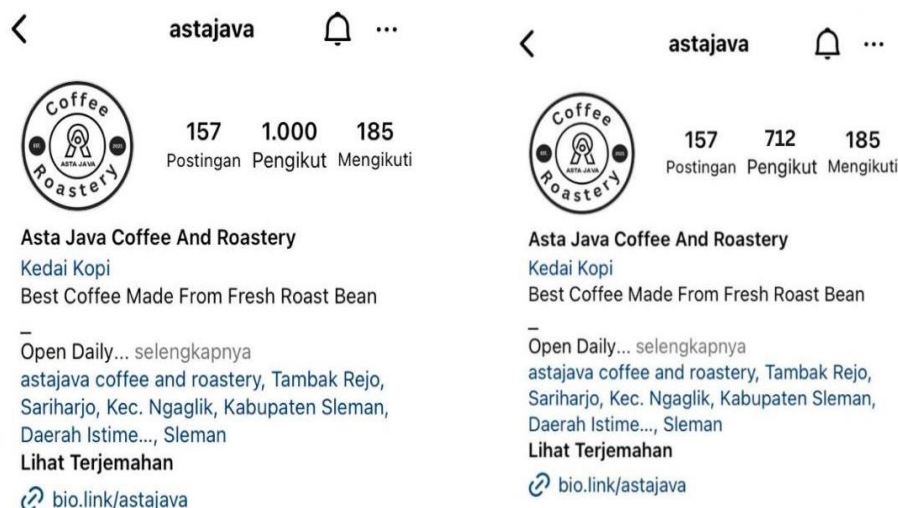 astajava
Coffee
EST.
2021
ASTA JAVA
Roastery
157 1.000 185
Postingan Pengikut Mengikuti
Asta Java Coffee And Roastery
Kedai Kopi
Best Coffee Made From Fresh Roast Bean
_
Open Daily... selengkapnya
astajava coffee and roastery, Tambak Rejo,
Sariharjo, Kec. Ngaglik, Kabupaten Sleman,
Daerah Istime..., Sleman
Lihat Terjemahan
bio.link/astajava
astajava
Coffee
EST.
2021
ASTA JAVA
Roastery
157 712 185
Postingan Pengikut Mengikuti
Asta Java Coffee And Roastery
Kedai Kopi
Best Coffee Made From Fresh Roast Bean
_
Open Daily... selengkapnya
astajava coffee and roastery, Tambak Rejo,
Sariharjo, Kec. Ngaglik, Kabupaten Sleman,
Daerah Istime..., Sleman
Lihat Terjemahan
bio.link/astajava